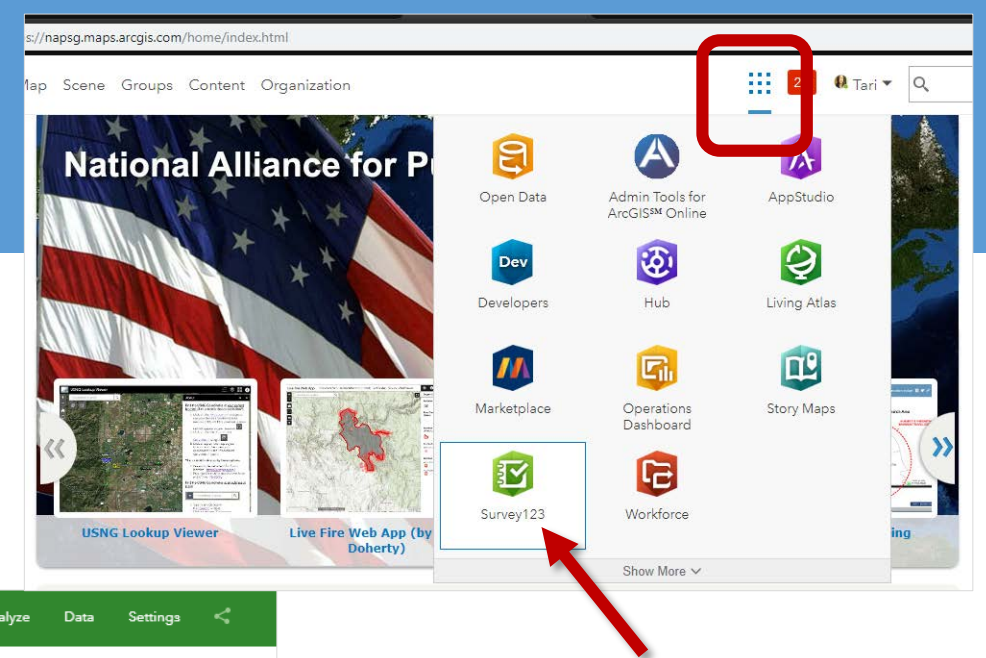 s://napsg.maps.arcgis.com/home/index.html
Map Scene Groups Content Organization
Tari
National Alliance for Pu
Open Data
Admin Tools for
ArcGIS℠ Online
AppStudio
Dev
Developers
Hub
Living Atlas
Marketplace
Operations
Dashboard
Story Maps
Survey123
Workforce
USNG Lookup Viewer
Live Fire Web App (by
Doherty)
ing
Show More
alyze Data Settings